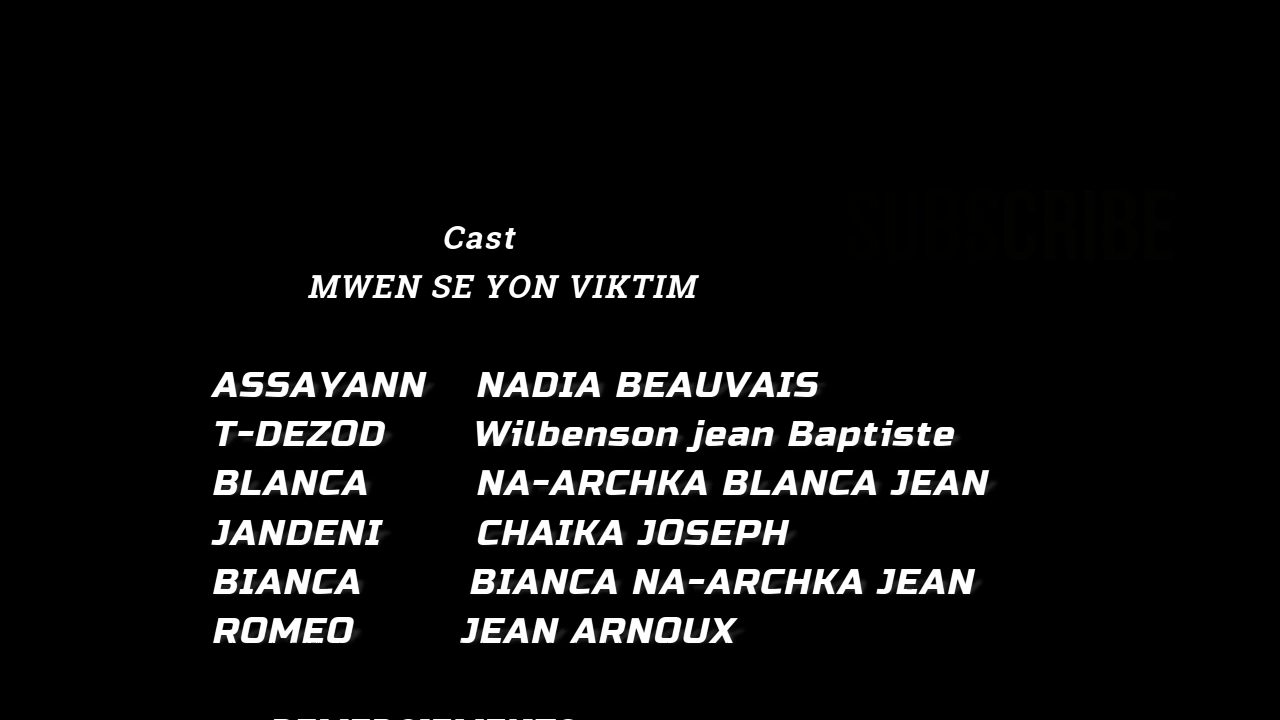 SUBSCRIBE
Cast
MWEN SE YON VIKTIM
ASSAYANN NADIA BEAUVAIS
T-DEZOD Wilbenson jean Baptiste
BLANCA NA-ARCHKA BLANCA JEAN
JANDENI CHAIKA JOSEPH
BIANCA BIANCA NA-ARCHKA JEAN
ROMEO JEAN ARNOUX